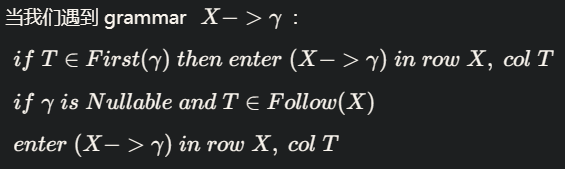 当我们遇到 grammar X− > γ :
if T ∈ First(γ) then enter (X− > γ) in row X, col T
if γ is Nullable and T ∈ Follow(X)
enter (X− > γ) in row X, col T